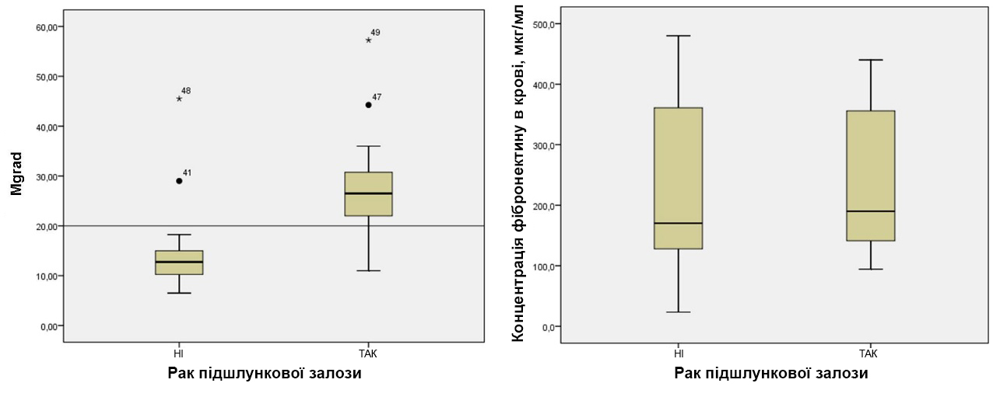 Mgrad
60,00
50,00
40,00
30,00
20,00
10,00
0,00
48
41
49
47
НІ
ТАК
Рак підшлункової залози
Концентрація фібронектину в крові, мкг/мл
500,0
400,0
300,0
200,0
100,0
0,0
НІ
ТАК
Рак підшлункової залози